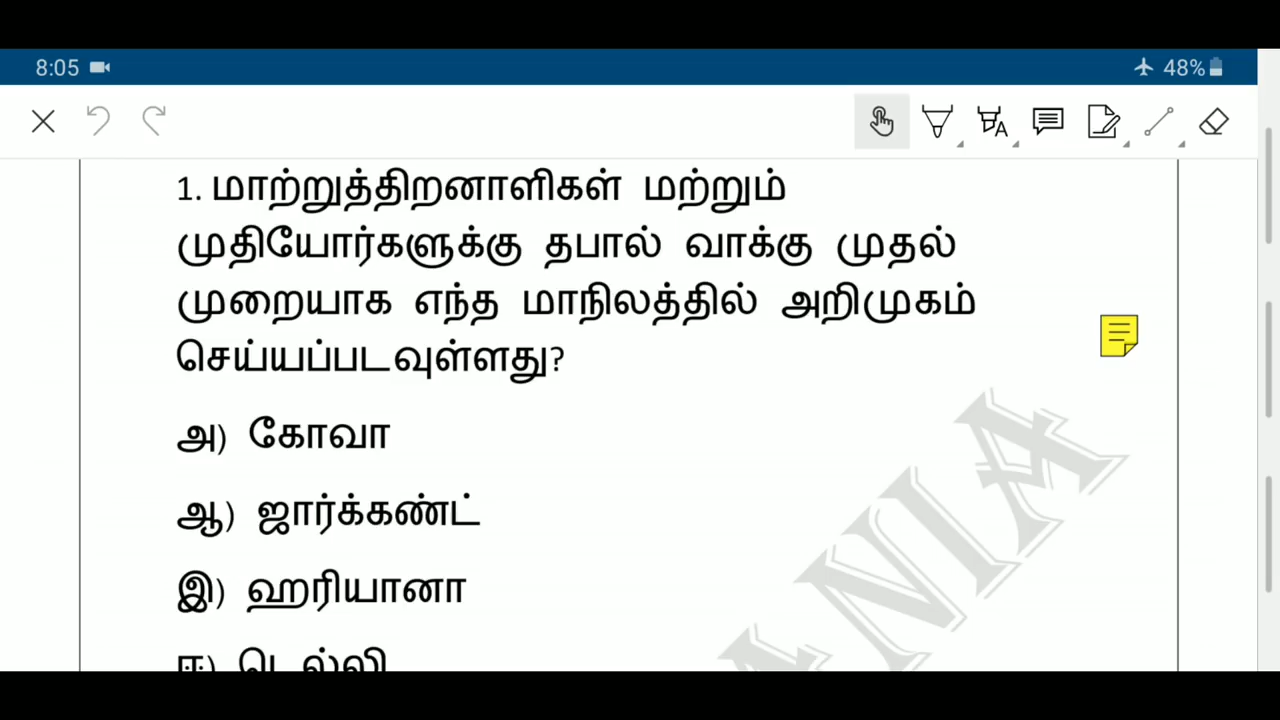 8:05
48%
1. மாற்றுத்திறனாளிகள் மற்றும்
முதியோர்களுக்கு தபால் வாக்கு முதல்
முறையாக எந்த மாநிலத்தில் அறிமுகம்
செய்யப்படவுள்ளது?
அ) கோவா
ஆ) ஜார்க்கண்ட்
இ) ஹரியானா
ஈ) டெல்லி
ANIA